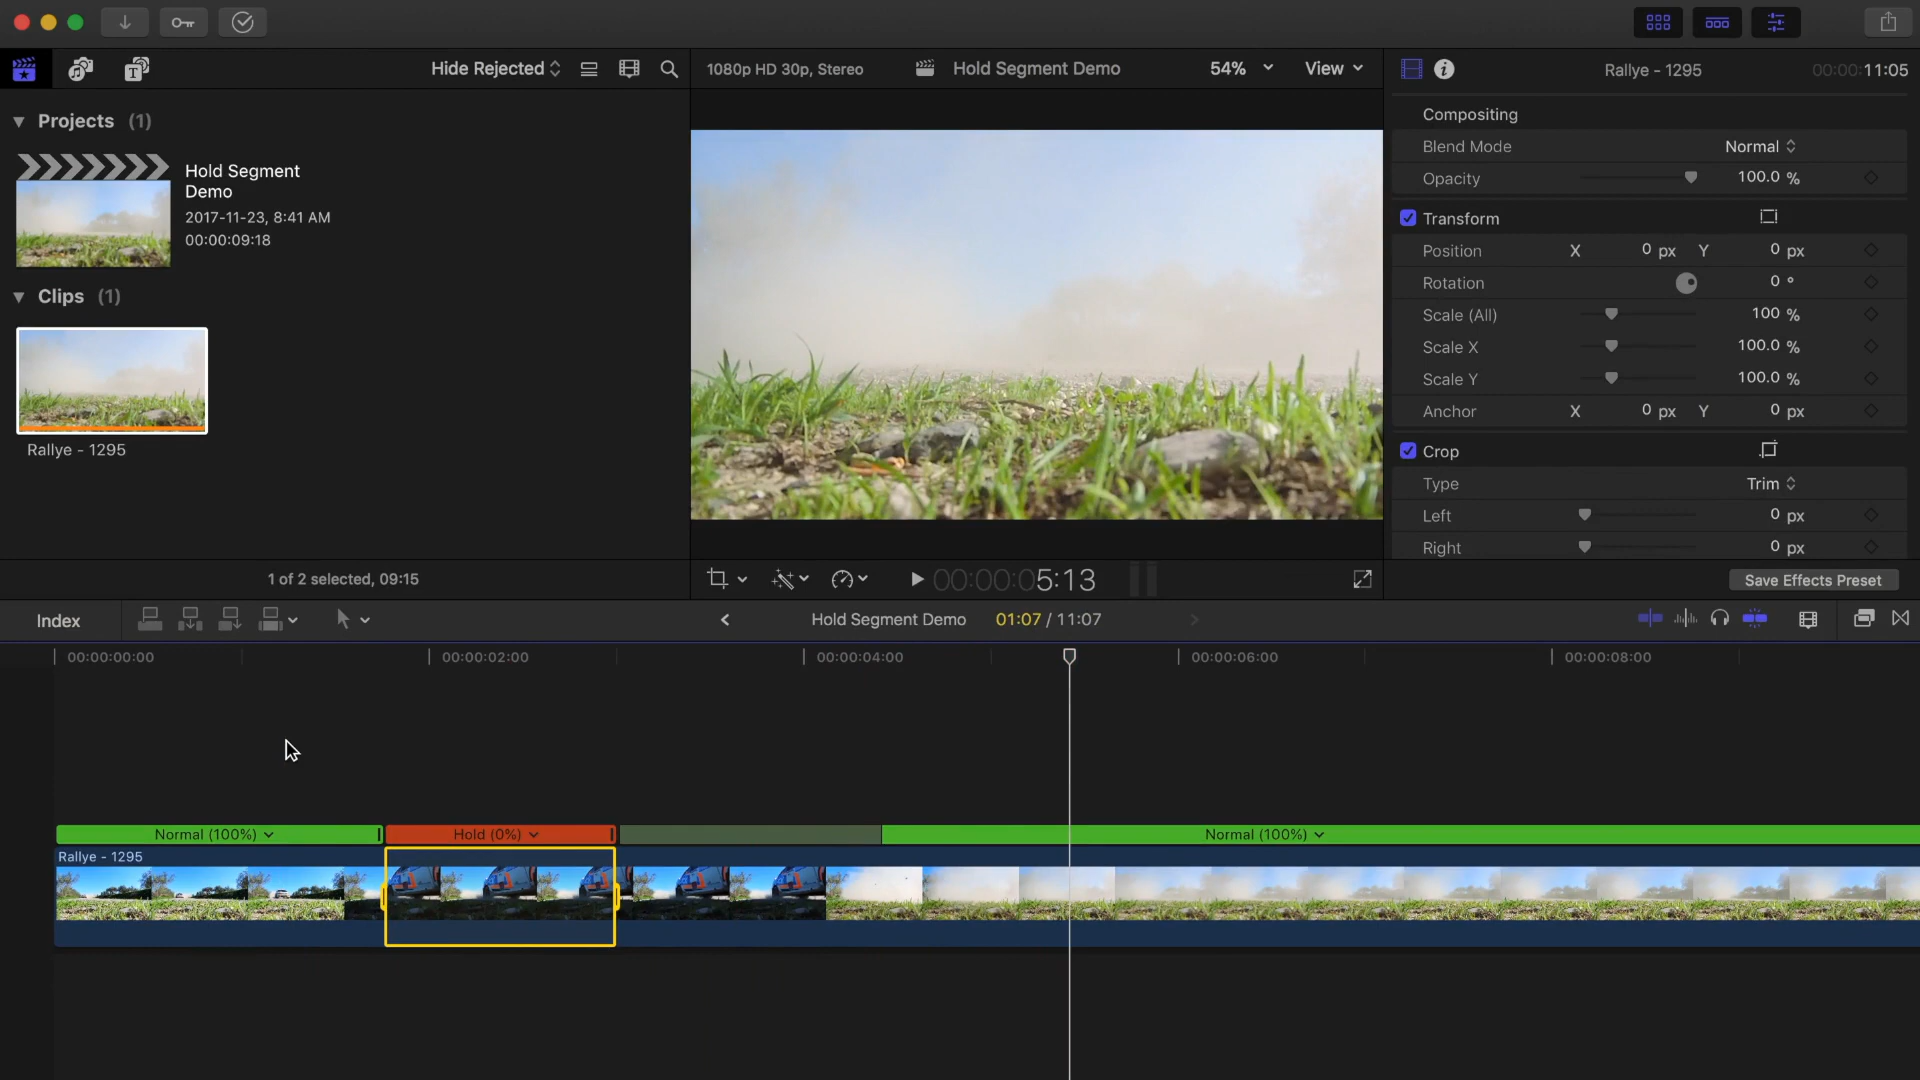 Hide Rejected
1080p HD 30p, Stereo
Hold Segment Demo
54%
View
Rallye - 1295
00:00:11:05
Projects (1)
Hold Segment
Demo
2017-11-23, 8:41 AM
00:00:09:18
Clips (1)
Rallye - 1295
1 of 2 selected, 09:15
00:00:05:13
Compositing
Blend Mode Normal
Opacity 100.0 %
Transform
Position X 0 px Y 0 px
Rotation 0 °
Scale (All) 100 %
Scale X 100.0 %
Scale Y 100.0 %
Anchor X 0 px Y 0 px
Crop
Type Trim
Left 0 px
Right 0 px
Save Effects Preset
Index
Hold Segment Demo 01:07 / 11:07
00:00:00:00 00:00:02:00 00:00:04:00 00:00:06:00 00:00:08:00
Normal (100%) Hold (0%) Normal (100%)
Rallye - 1295